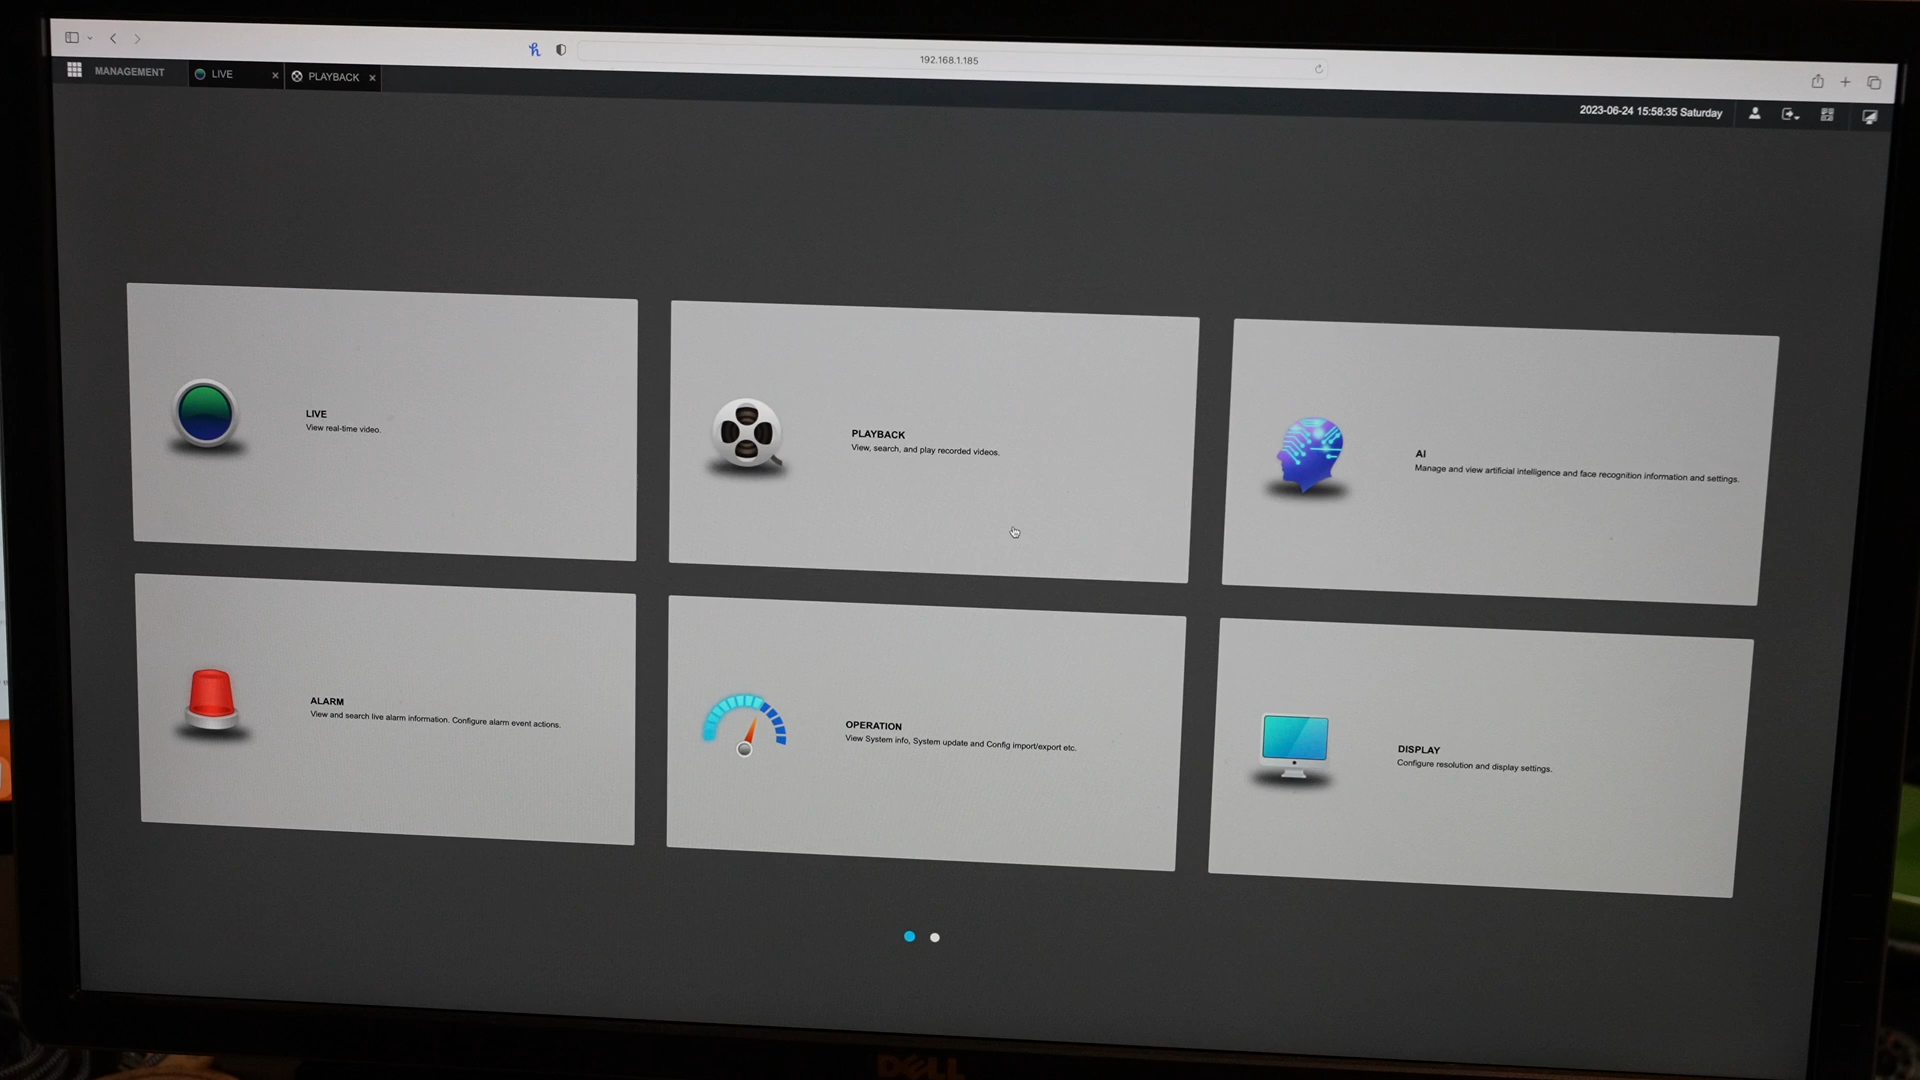 192.168.1.185
MANAGEMENT
LIVE
PLAYBACK
2023-06-24 15:58:35 Saturday
LIVE
View real-time video.
PLAYBACK
View, search, and play recorded videos.
AI
Manage and view artificial intelligence and face recognition information and settings.
ALARM
View and search live alarm information. Configure alarm event actions.
OPERATION
View System info, System update and Config import/export etc.
DISPLAY
Configure resolution and display settings.
DELL